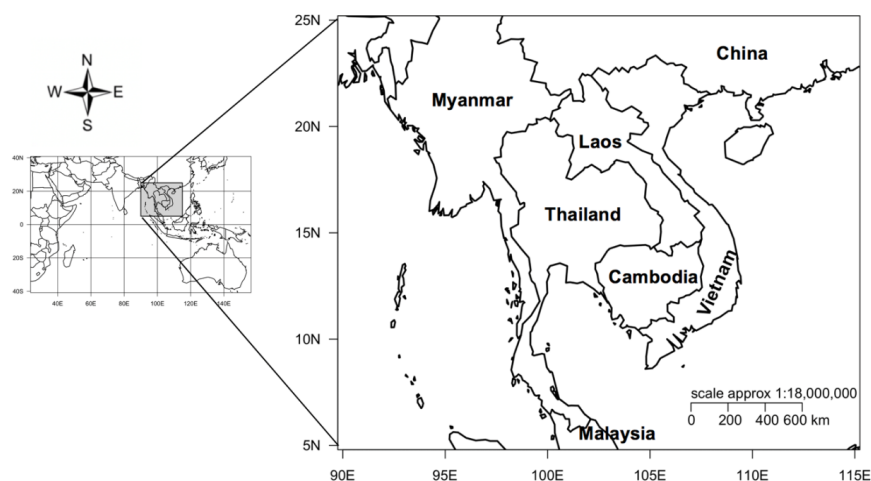 N
W E
S
40N
20N
0
20S
40S
40E 60E 80E 100E 120E 140E
25N
20N
15N
10N
5N
90E 95E 100E 105E 110E 115E
China
Myanmar
Laos
Thailand
Cambodia
Vietnam
Malaysia
scale approx 1:18,000,000
0 200 400 600 km